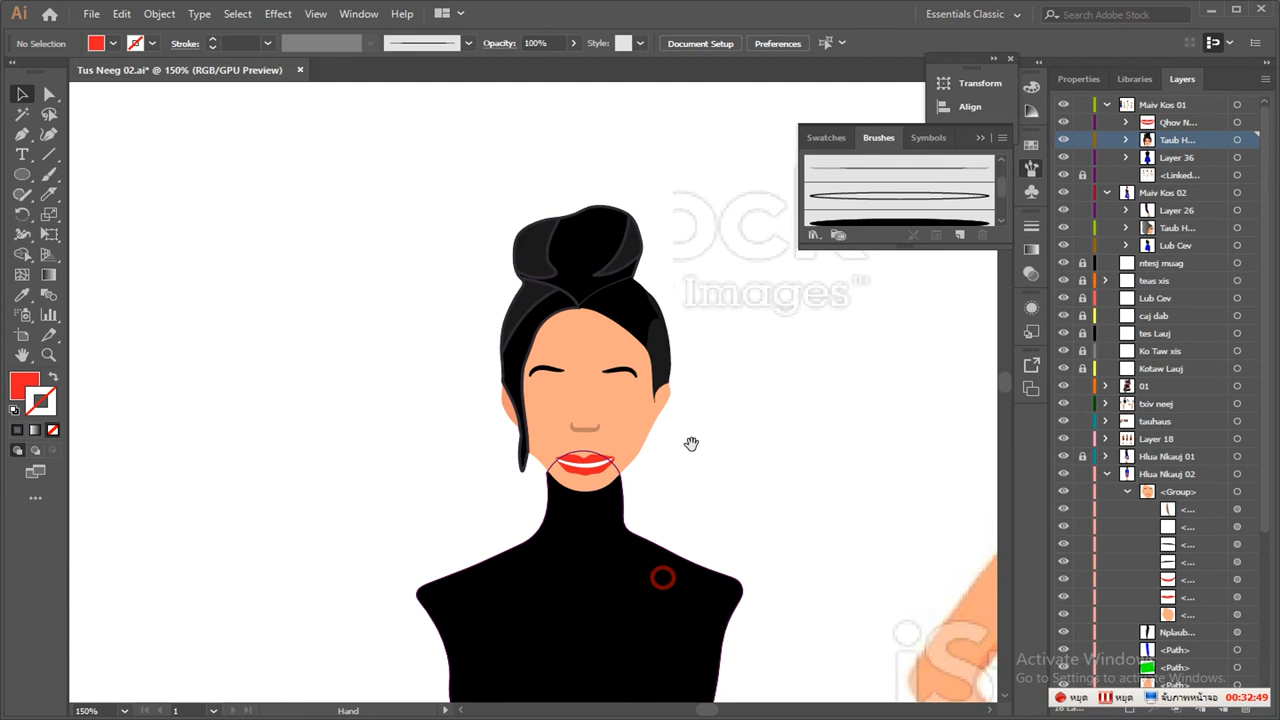 Ai File Edit Object Type Select Effect View Window Help Essentials Classic Search Adobe Stock
No Selection Stroke: Opacity: 100% Style: Document Setup Preferences
Tus Neeg 02.ai* @ 150% (RGB/GPU Preview)
Transform
Align
Swatches Brushes Symbols
Properties Libraries Layers
Maiv Kos 01
Qhov N...
Taub H...
Layer 36
<Linked...
Maiv Kos 02
Layer 26
Taub H...
Lub Cev
ntesj muag
teas xis
Lub Cev
caj dab
tes Lauj
Ko Taw xis
Kotaw Lauj
01
txiv neej
tauhaus
Layer 18
Hlua Nkauj 01
Hlua Nkauj 02
<Group>
<...
<...
<...
<...
<...
<...
<...
Nplaub...
<Path>
<Path>
Images™
Activate Windows
Go to Settings to activate Windows.
หยุด หยุด จับภาพหน้าจอ 00:32:49
150% 1 Hand